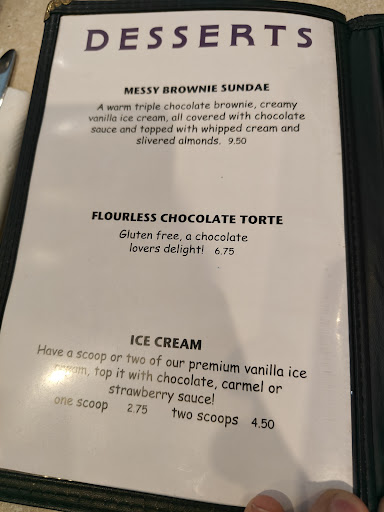 DESSERTS
MESSY BROWNIE SUNDAE
A warm triple chocolate brownie, creamy
vanilla ice cream, all covered with chocolate
sauce and topped with whipped cream and
slivered almonds. 9.50
FLOURLESS CHOCOLATE TORTE
Gluten free, a chocolate
lovers delight! 6.75
ICE CREAM
Have a scoop or two of our premium vanilla ice
cream, top it with chocolate, carmel or
strawberry sauce!
one scoop 2.75 two scoops 4.50